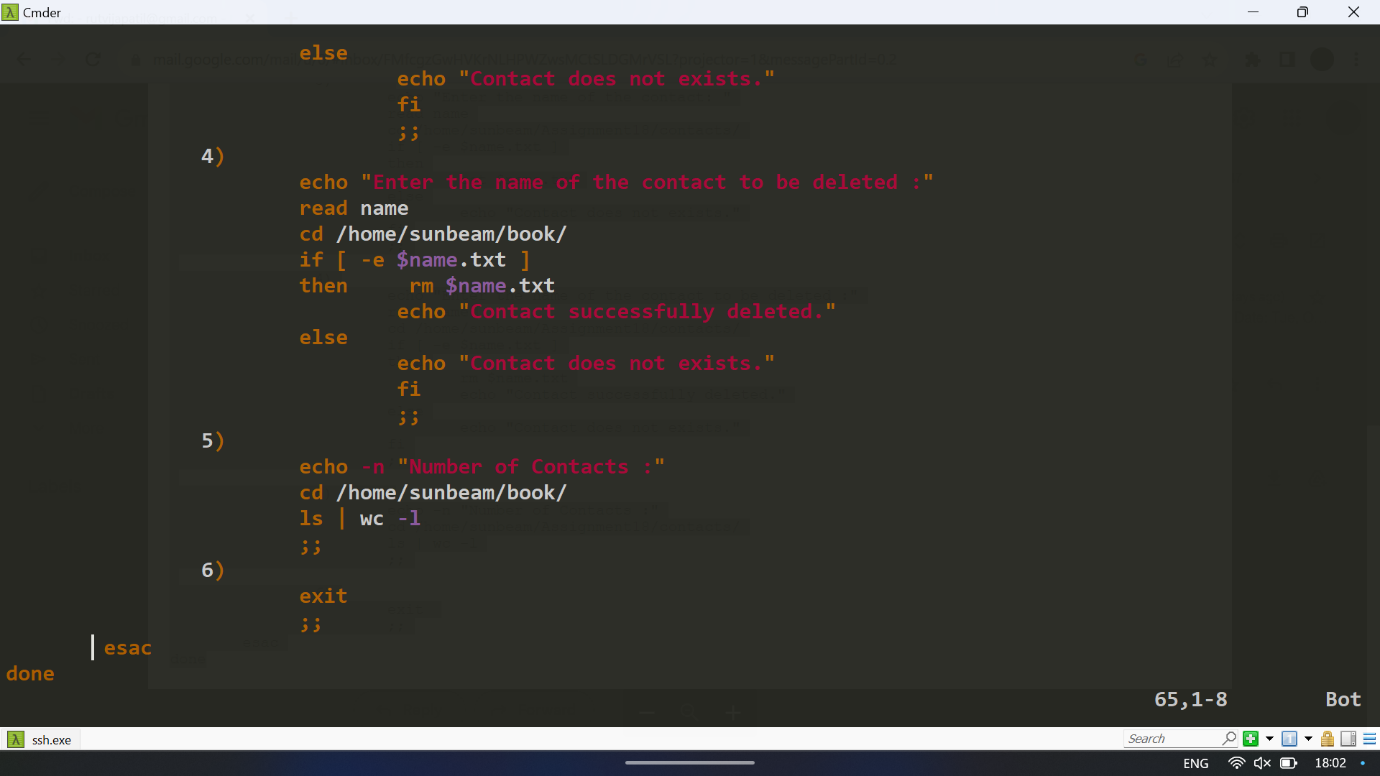 Cmder
else
echo "Contact does not exists."
fi
;;
4)
echo "Enter the name of the contact to be deleted :"
read name
cd /home/sunbeam/book/
if [ -e $name.txt ]
then rm $name.txt
echo "Contact successfully deleted."
else
echo "Contact does not exists."
fi
;;
5)
echo -n "Number of Contacts :"
cd /home/sunbeam/book/
ls | wc -l
;;
6)
exit
;;
esac
done
65,1-8 Bot
ssh.exe Search
ENG 18:02